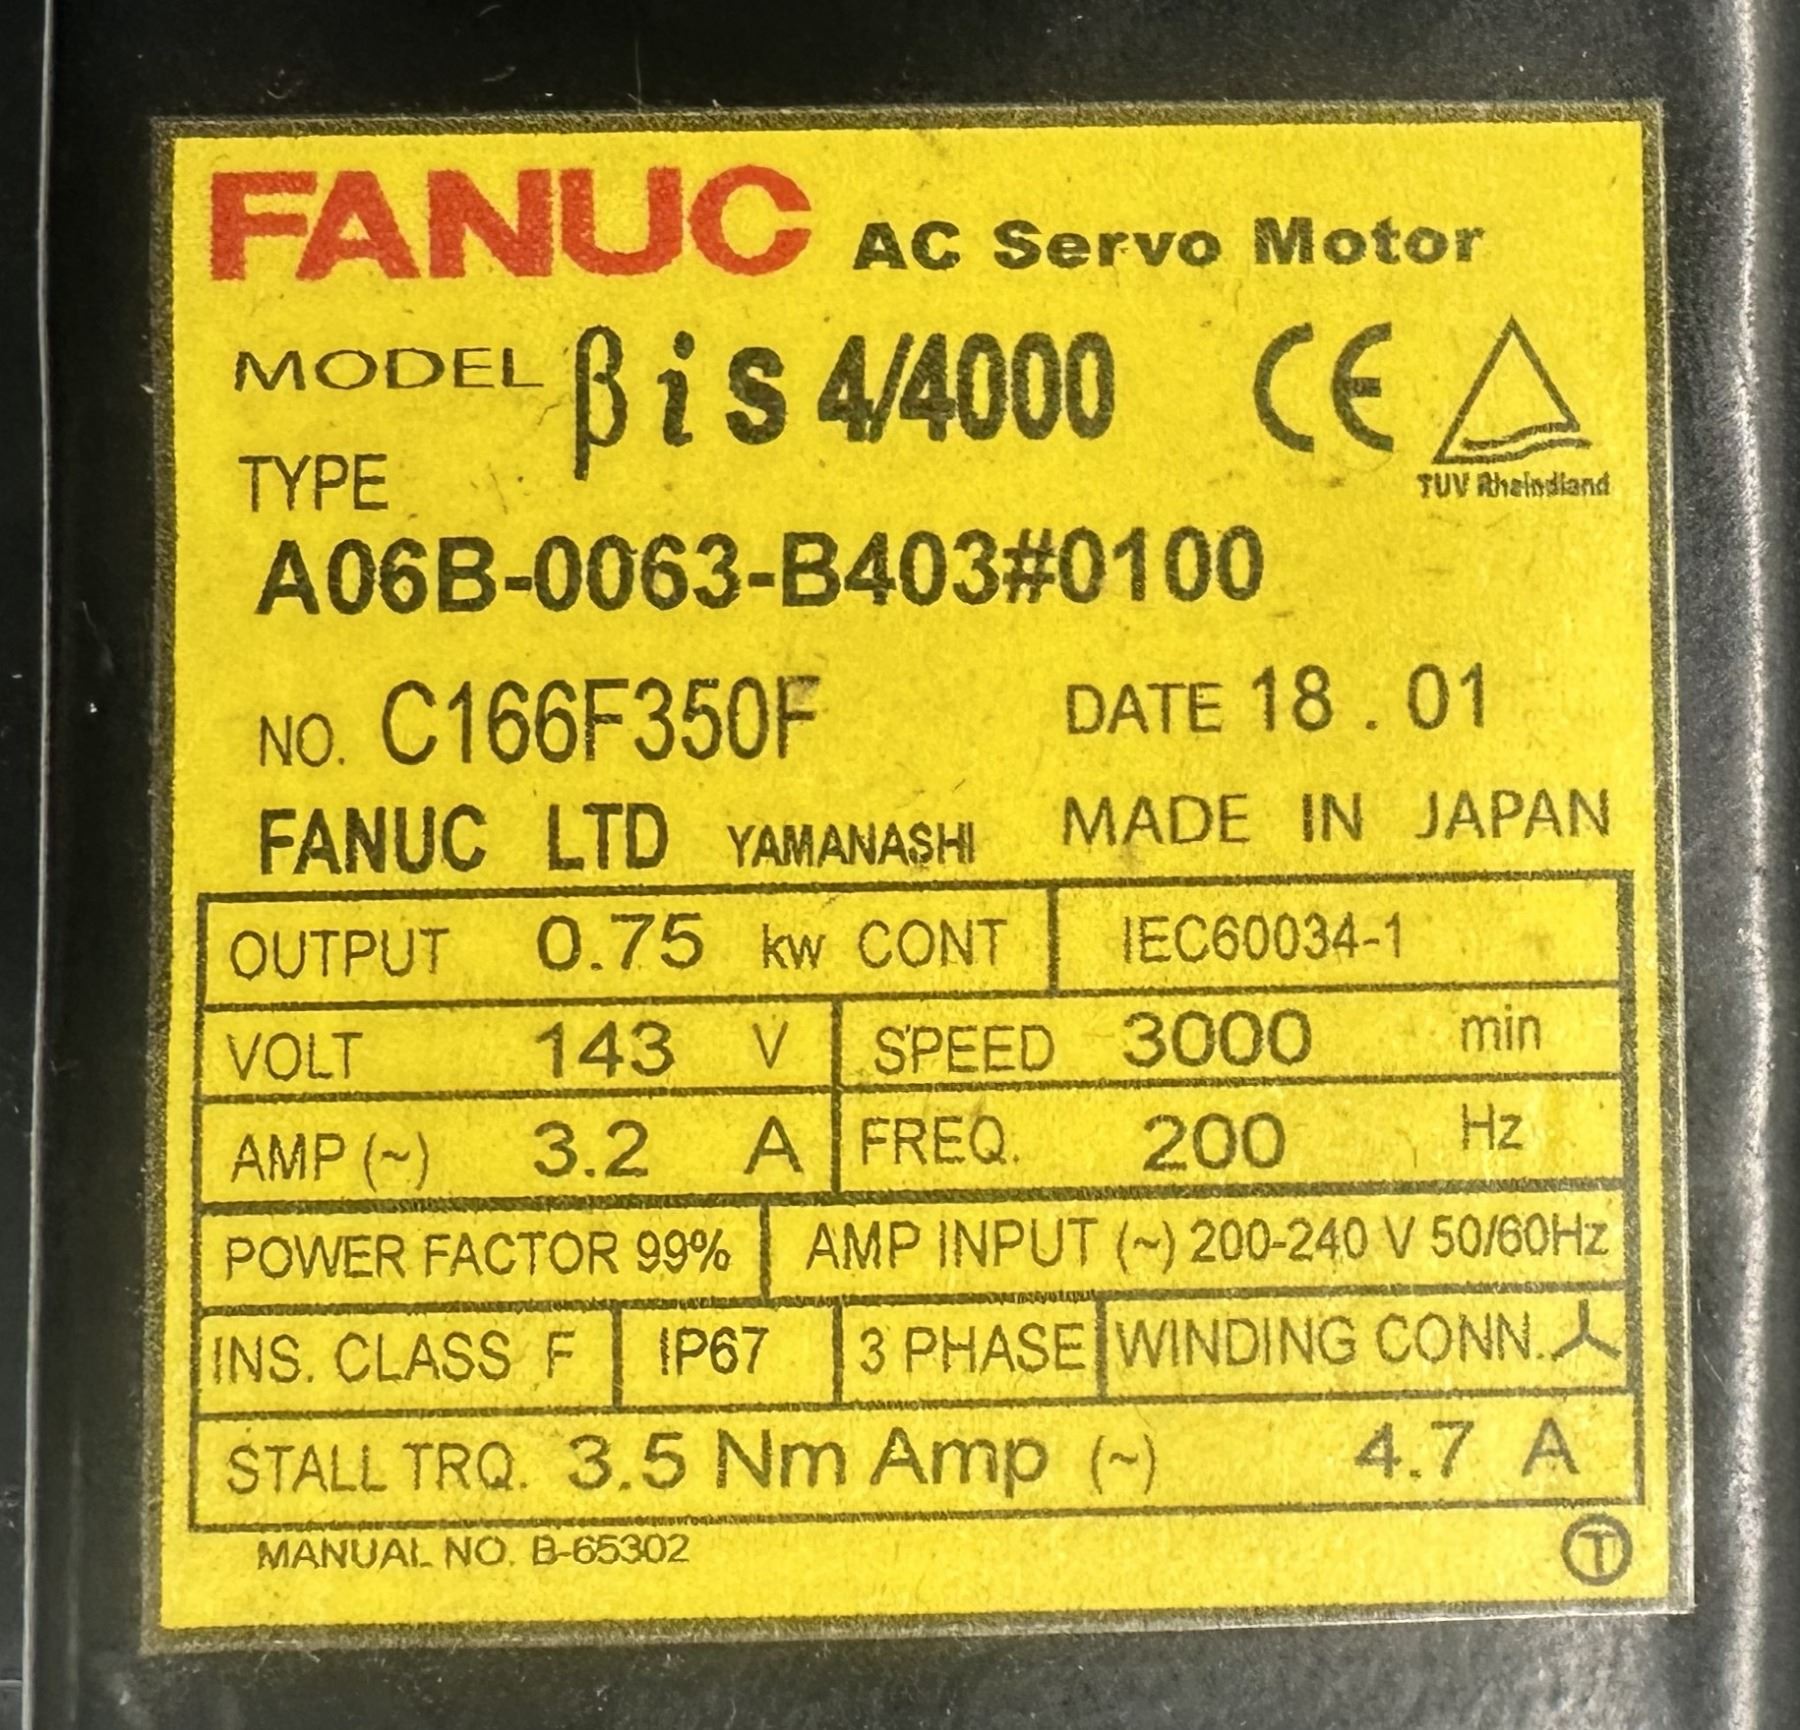 FANUC AC Servo Motor
MODEL βis 4/4000 CE
TYPE
TUV Rheindland
A06B-0063-B403#0100
NO. C166F350F DATE 18.01
FANUC LTD YAMANASHI MADE IN JAPAN
OUTPUT 0.75 kw CONT IEC60034-1
VOLT 143 V SPEED 3000 min
AMP (~) 3.2 A FREQ. 200 Hz
POWER FACTOR 99% AMP INPUT (~) 200-240 V 50/60Hz
INS. CLASS F IP67 3 PHASE WINDING CONN.
STALL TRQ. 3.5 Nm Amp (~) 4.7 A
MANUAL NO. B-65302 T